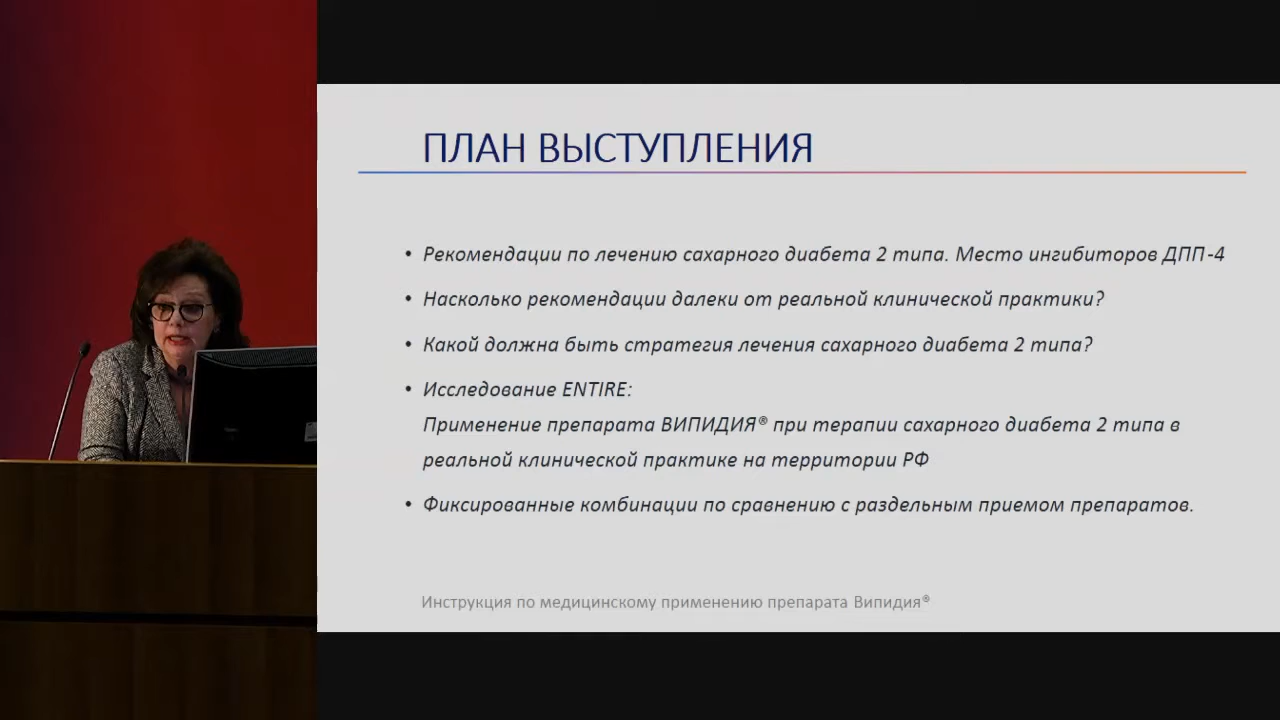 ПЛАН ВЫСТУПЛЕНИЯ
• Рекомендации по лечению сахарного диабета 2 типа. Место ингибиторов ДПП-4
• Насколько рекомендации далеки от реальной клинической практики?
• Какой должна быть стратегия лечения сахарного диабета 2 типа?
• Исследование ENTIRE:
Применение препарата ВИПИДИЯ® при терапии сахарного диабета 2 типа в
реальной клинической практике на территории РФ
• Фиксированные комбинации по сравнению с раздельным приемом препаратов.
Инструкция по медицинскому применению препарата Випидия®